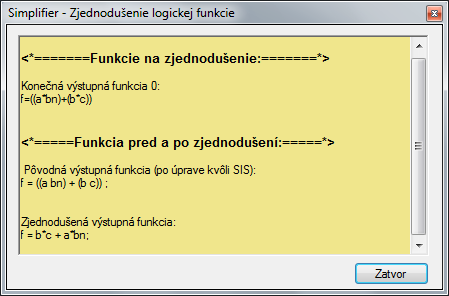 Simplifier - Zjednodušenie logickej funkcie
<*=======Funkcie na zjednodušenie:=======*>
Konečná výstupná funkcia 0:
f=((a*bn)+(b*c))
<*=====Funkcia pred a po zjednodušení:=====*>
Pôvodná výstupná funkcia (po úprave kvôli SIS):
f = ((a bn) + (b c)) ;
Zjednodušená výstupná funkcia:
f = b*c + a*bn;
Zatvor